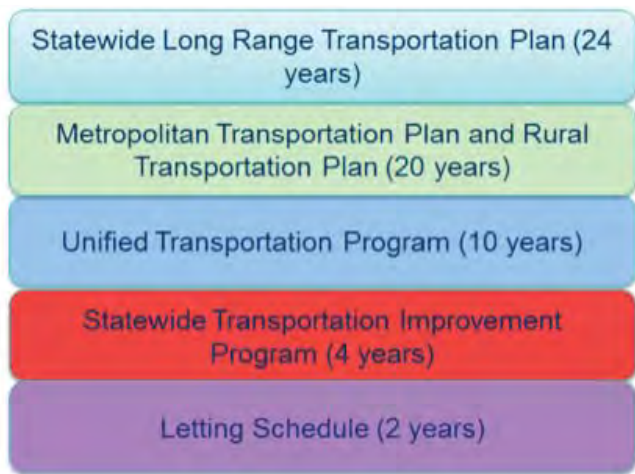 Statewide Long Range Transportation Plan (24
years)
Metropolitan Transportation Plan and Rural
Transportation Plan (20 years)
Unified Transportation Program (10 years)
Statewide Transportation Improvement
Program (4 years)
Letting Schedule (2 years)